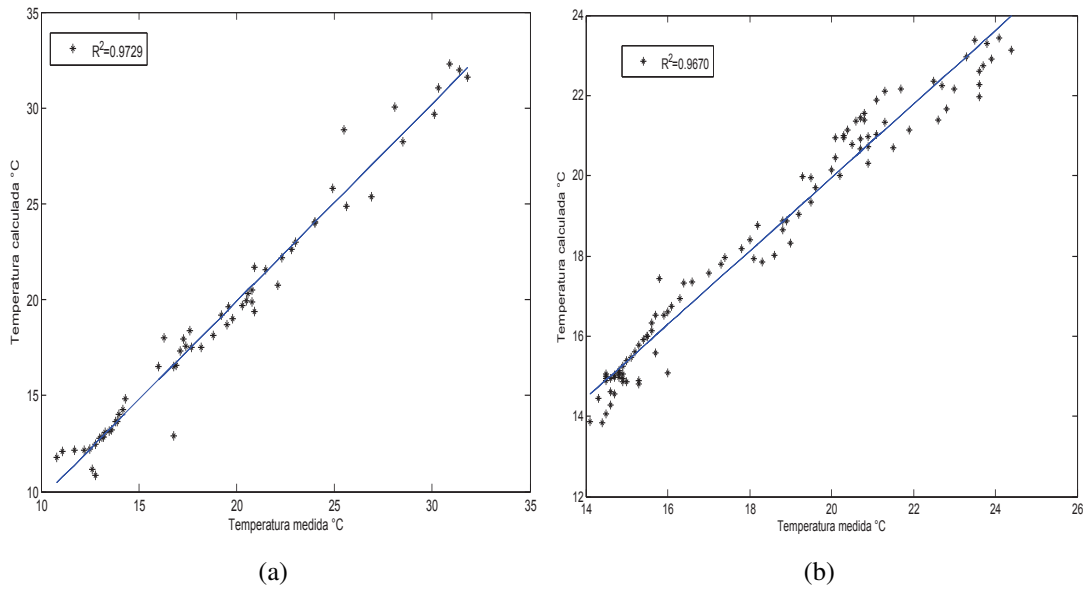 35
30
25
20
15
10
10 15 20 25 30 35
Temperatura calculada °C
Temperatura medida °C
R²=0.9729
(a)
24
22
20
18
16
14
12
14 16 18 20 22 24 26
Temperatura calculada °C
Temperatura medida °C
R²=0.9670
(b)